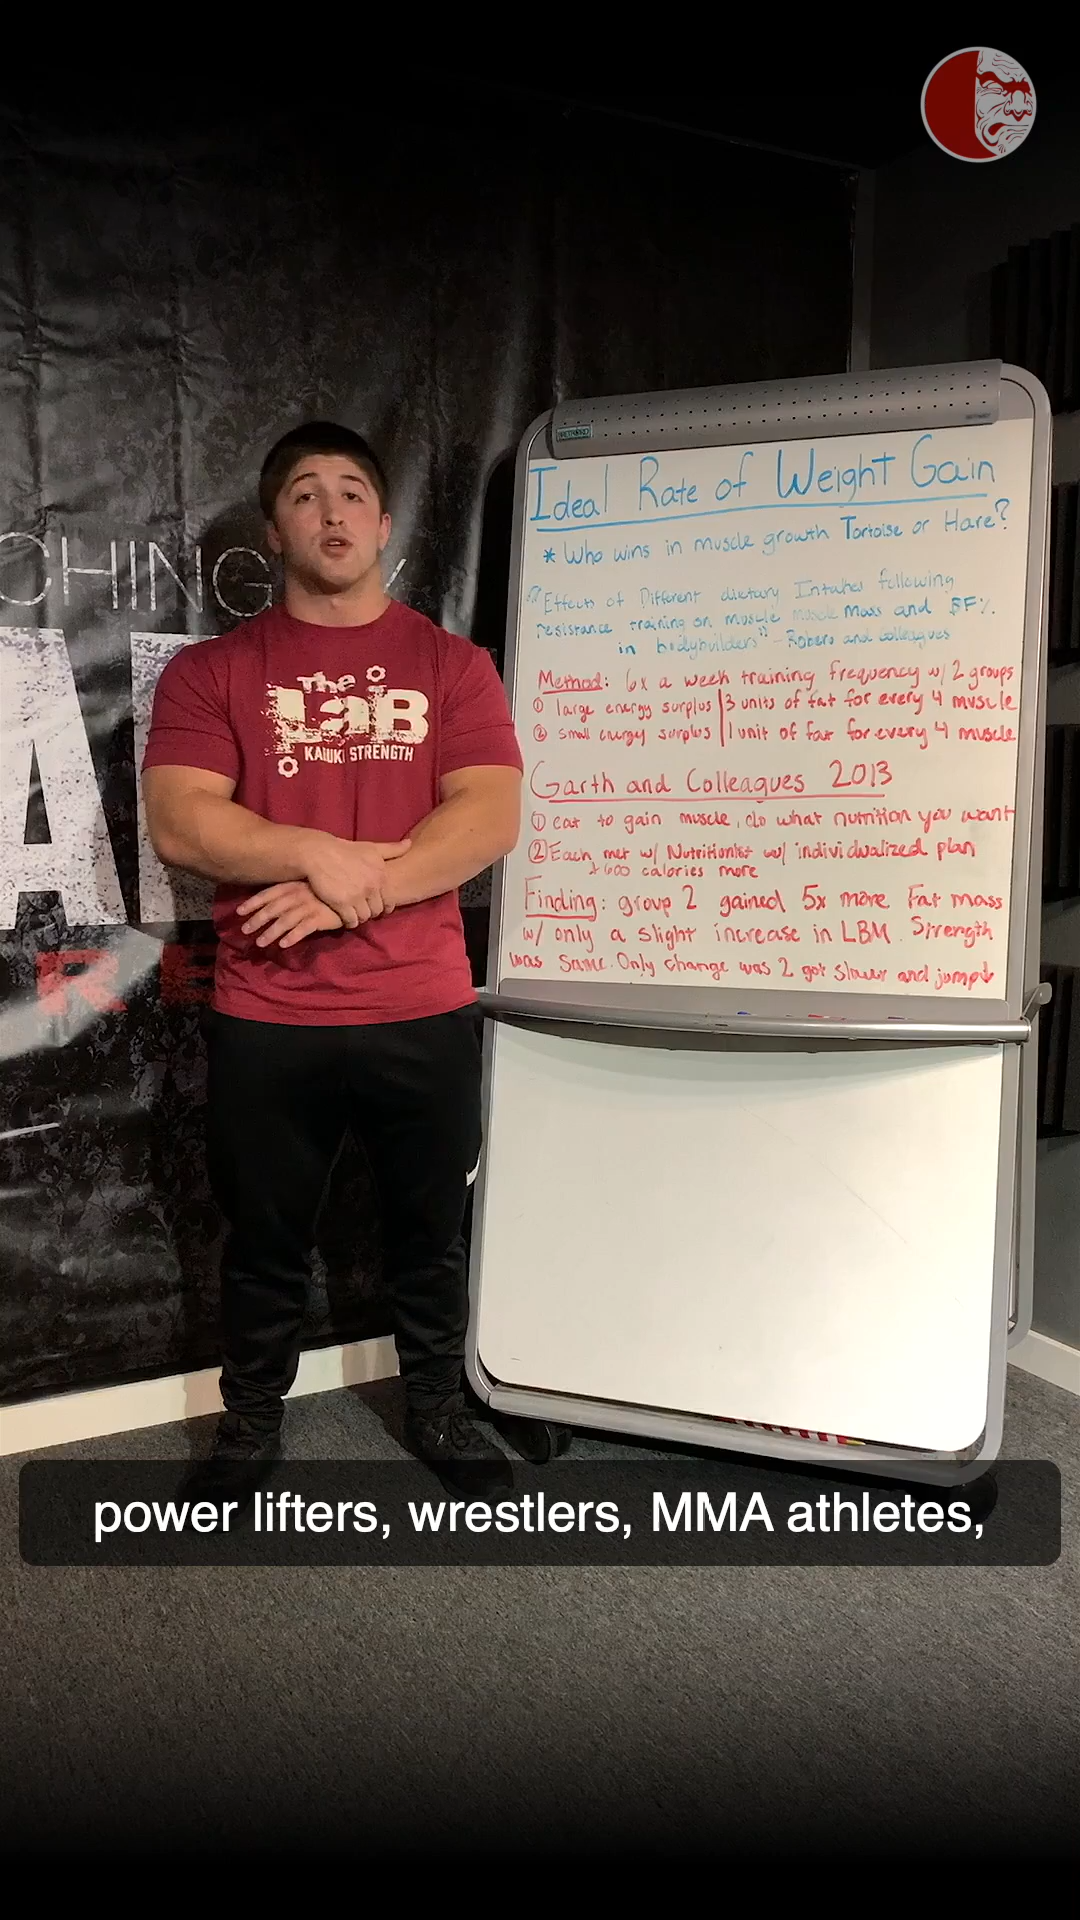 Ideal Rate of Weight Gain
* Who wins in muscle growth Tortoise or Hare?
"Effects of Different dietary Intakes following
resistance training on muscle muscle mass and BF%
in bodybuilders" - Robero and colleagues
Method: 6x a week training frequency w/ 2 groups
① large energy surplus | 3 units of fat for every 4 muscle
② small energy surplus | 1 unit of fat for every 4 muscle
Garth and Colleagues 2013
① eat to gain muscle, do what nutrition you want
② Each met w/ Nutritionist w/ individualized plan
+600 calories more
Finding: group 2 gained 5x more Fat mass
w/ only a slight increase in LBM. Strength
was same. Only change was 2 got slower and jump↓
CHING
The
LaB
KABUKI STRENGTH
RE
power lifters, wrestlers, MMA athletes,